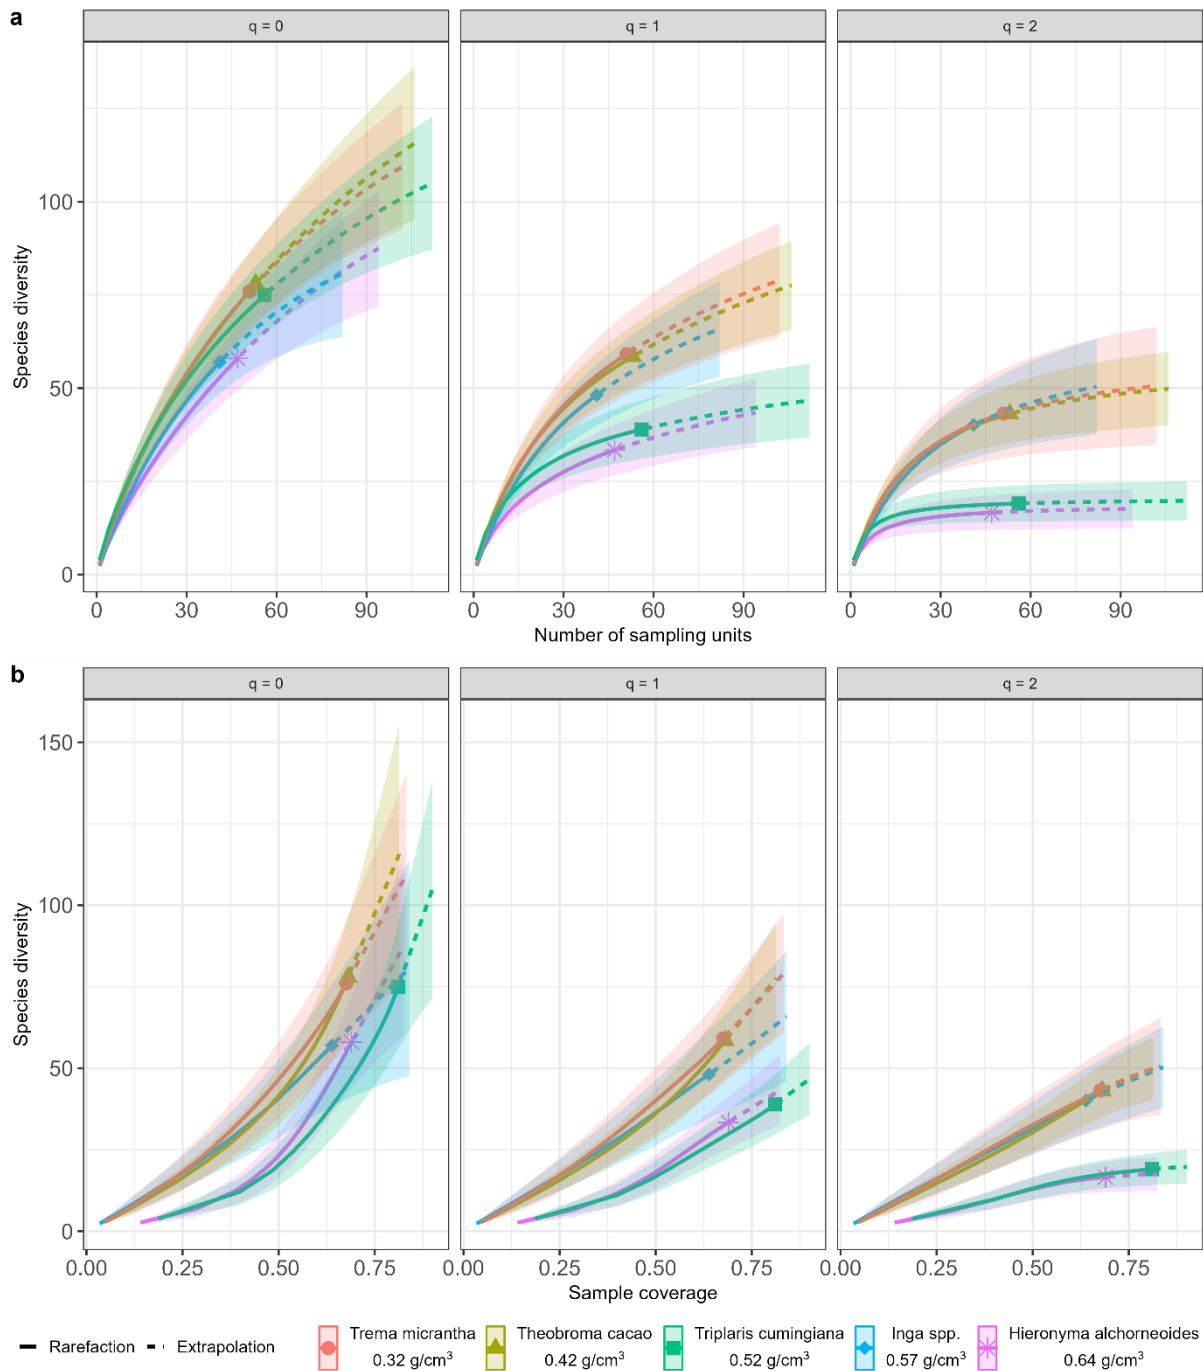 a
q = 0
q = 1
q = 2
Species diversity
100
50
0
0 30 60 90
0 30 60 90
0 30 60 90
Number of sampling units
b
q = 0
q = 1
q = 2
Species diversity
150
100
50
0
0.00 0.25 0.50 0.75
0.00 0.25 0.50 0.75
0.00 0.25 0.50 0.75
Sample coverage
Rarefaction
Extrapolation
Trema micrantha
0.32 g/cm³
Theobroma cacao
0.42 g/cm³
Triplaris cumingiana
0.52 g/cm³
Inga spp.
0.57 g/cm³
Hieronyma alchorneoides
0.64 g/cm³